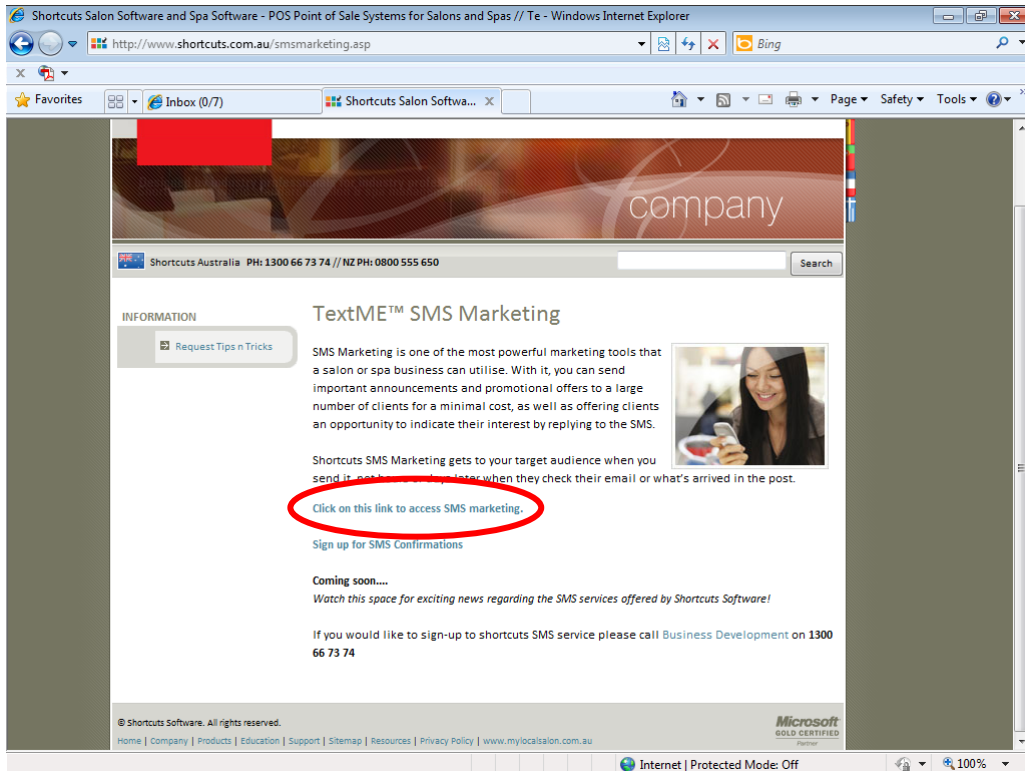 Shortcuts Salon Software and Spa Software - POS Point of Sale Systems for Salons and Spas // Te - Windows Internet Explorer
http://www.shortcuts.com.au/smsmarketing.asp
Bing
Favorites
Inbox (0/7)
Shortcuts Salon Softwa...
Page
Safety
Tools
company
Shortcuts Australia PH: 1300 66 73 74 // NZ PH: 0800 555 650
Search
INFORMATION
Request Tips n Tricks
TextME™ SMS Marketing
SMS Marketing is one of the most powerful marketing tools that
a salon or spa business can utilise. With it, you can send
important announcements and promotional offers to a large
number of clients for a minimal cost, as well as offering clients
an opportunity to indicate their interest by replying to the SMS.
Shortcuts SMS Marketing gets to your target audience when you
send it, not hours or days later when they check their email or what's arrived in the post.
Click on this link to access SMS marketing.
Sign up for SMS Confirmations
Coming soon....
Watch this space for exciting news regarding the SMS services offered by Shortcuts Software!
If you would like to sign-up to shortcuts SMS service please call Business Development on 1300
66 73 74
© Shortcuts Software. All rights reserved.
Home | Company | Products | Education | Support | Sitemap | Resources | Privacy Policy | www.mylocalsalon.com.au
Microsoft
GOLD CERTIFIED
Partner
Internet | Protected Mode: Off
100%